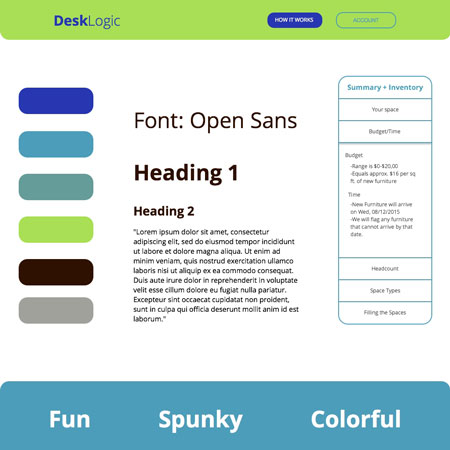 DeskLogic
HOW IT WORKS
ACCOUNT
Font: Open Sans
Heading 1
Heading 2
"Lorem ipsum dolor sit amet, consectetur
adipiscing elit, sed do eiusmod tempor incididunt
ut labore et dolore magna aliqua. Ut enim ad
minim veniam, quis nostrud exercitation ullamco
laboris nisi ut aliquip ex ea commodo consequat.
Duis aute irure dolor in reprehenderit in voluptate
velit esse cillum dolore eu fugiat nulla pariatur.
Excepteur sint occaecat cupidatat non proident,
sunt in culpa qui officia deserunt mollit anim id est
laborum."
Summary + Inventory
Your space
Budget/Time
Budget
-Range is $0-$20,00
-Equals approx. $16 per sq
ft. of new furniture
Time
-New Furniture will arrive
on Wed, 08/12/2015
-We will flag any furniture
that cannot arrive by that
date.
Headcount
Space Types
Filling the Spaces
Fun
Spunky
Colorful